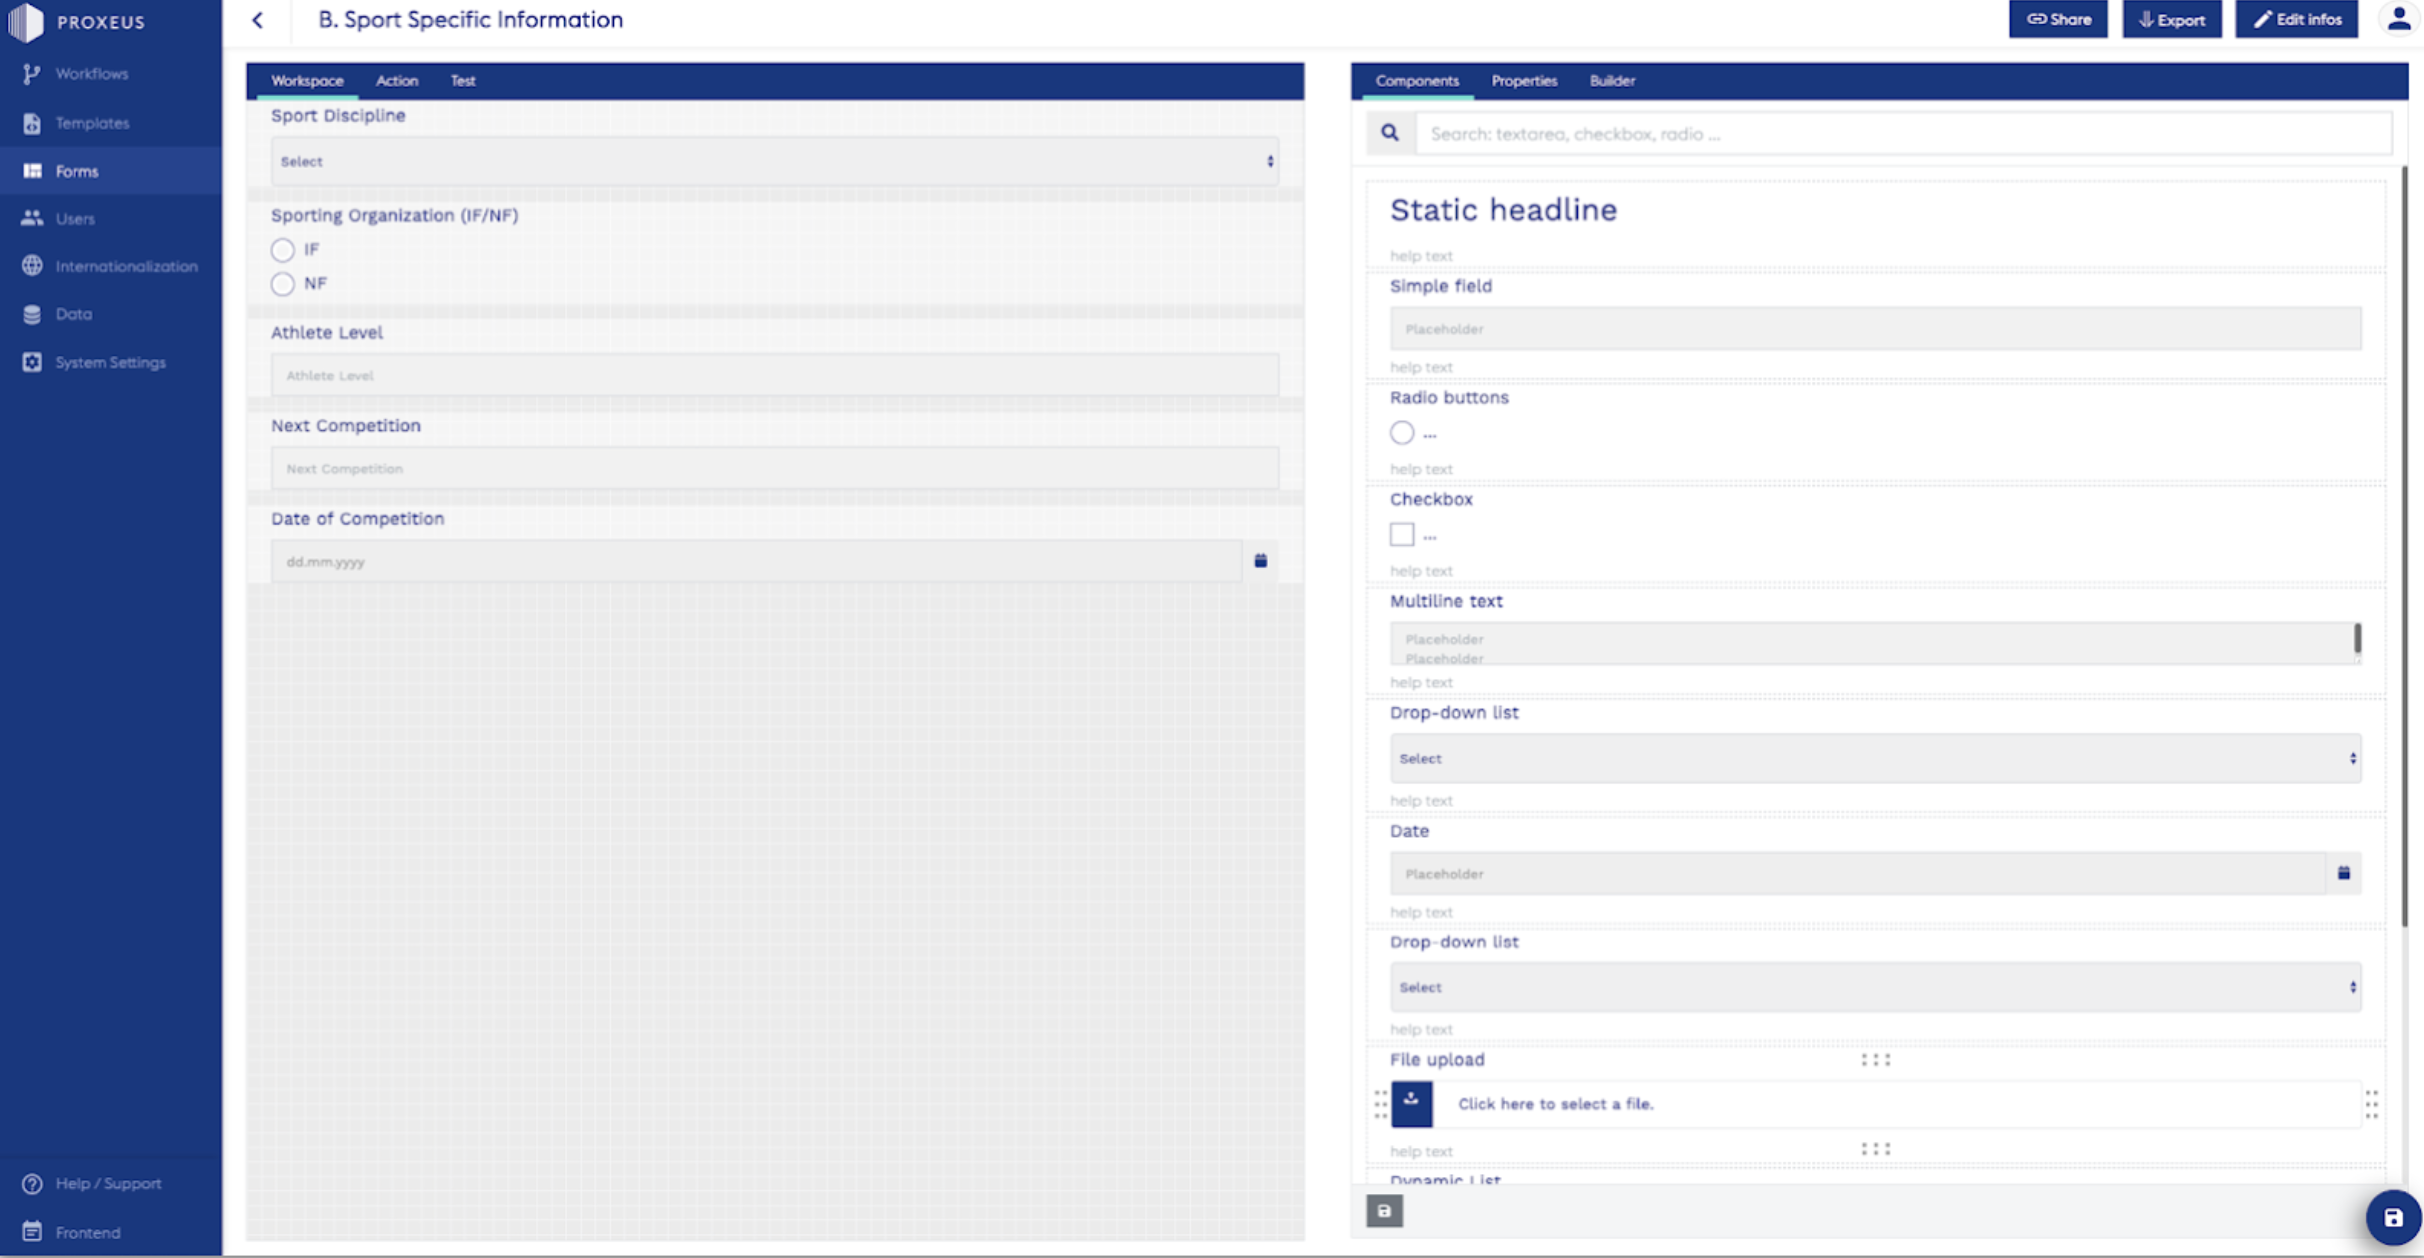 PROXEUS
Workflows
Templates
Forms
Users
Internationalization
Data
System Settings
Help / Support
Frontend
B. Sport Specific Information
Share
Export
Edit infos
Workspace Action Test
Sport Discipline
Select
Sporting Organization (IF/NF)
IF
NF
Athlete Level
Athlete Level
Next Competition
Next Competition
Date of Competition
dd.mm.yyyy
Components Properties Builder
Search: textarea, checkbox, radio ...
Static headline
help text
Simple field
Placeholder
help text
Radio buttons
...
help text
Checkbox
...
help text
Multiline text
Placeholder
Placeholder
help text
Drop-down list
Select
help text
Date
Placeholder
help text
Drop-down list
Select
help text
File upload
Click here to select a file.
help text
Dynamic List